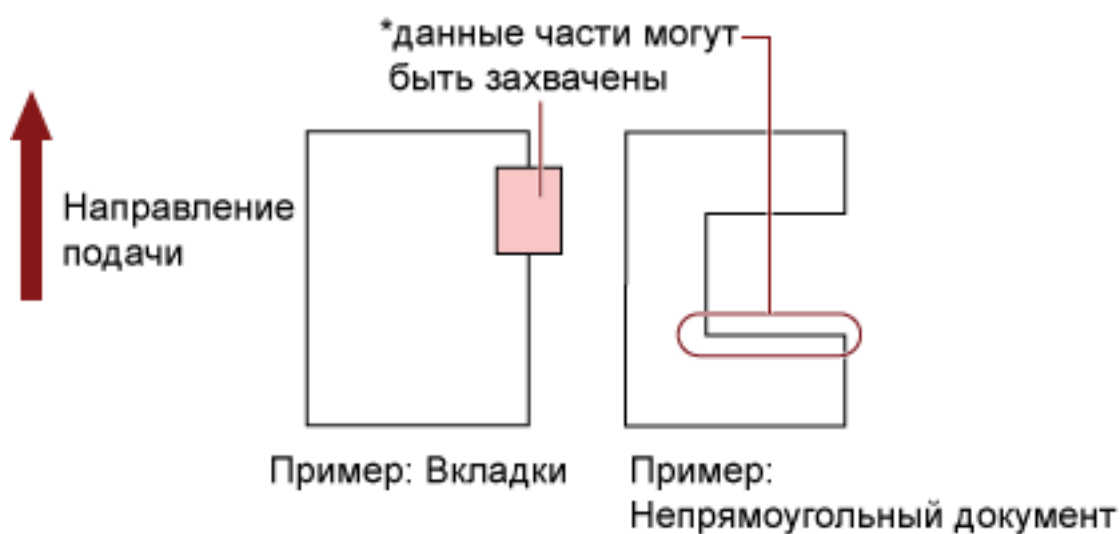 *данные части могут
быть захвачены
Направление
подачи
Пример: Вкладки
Пример:
Непрямоугольный документ